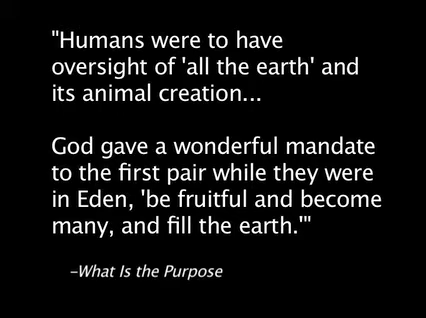 "Humans were to have
oversight of 'all the earth' and
its animal creation...
God gave a wonderful mandate
to the first pair while they were
in Eden, 'be fruitful and become
many, and fill the earth.'"
–What Is the Purpose